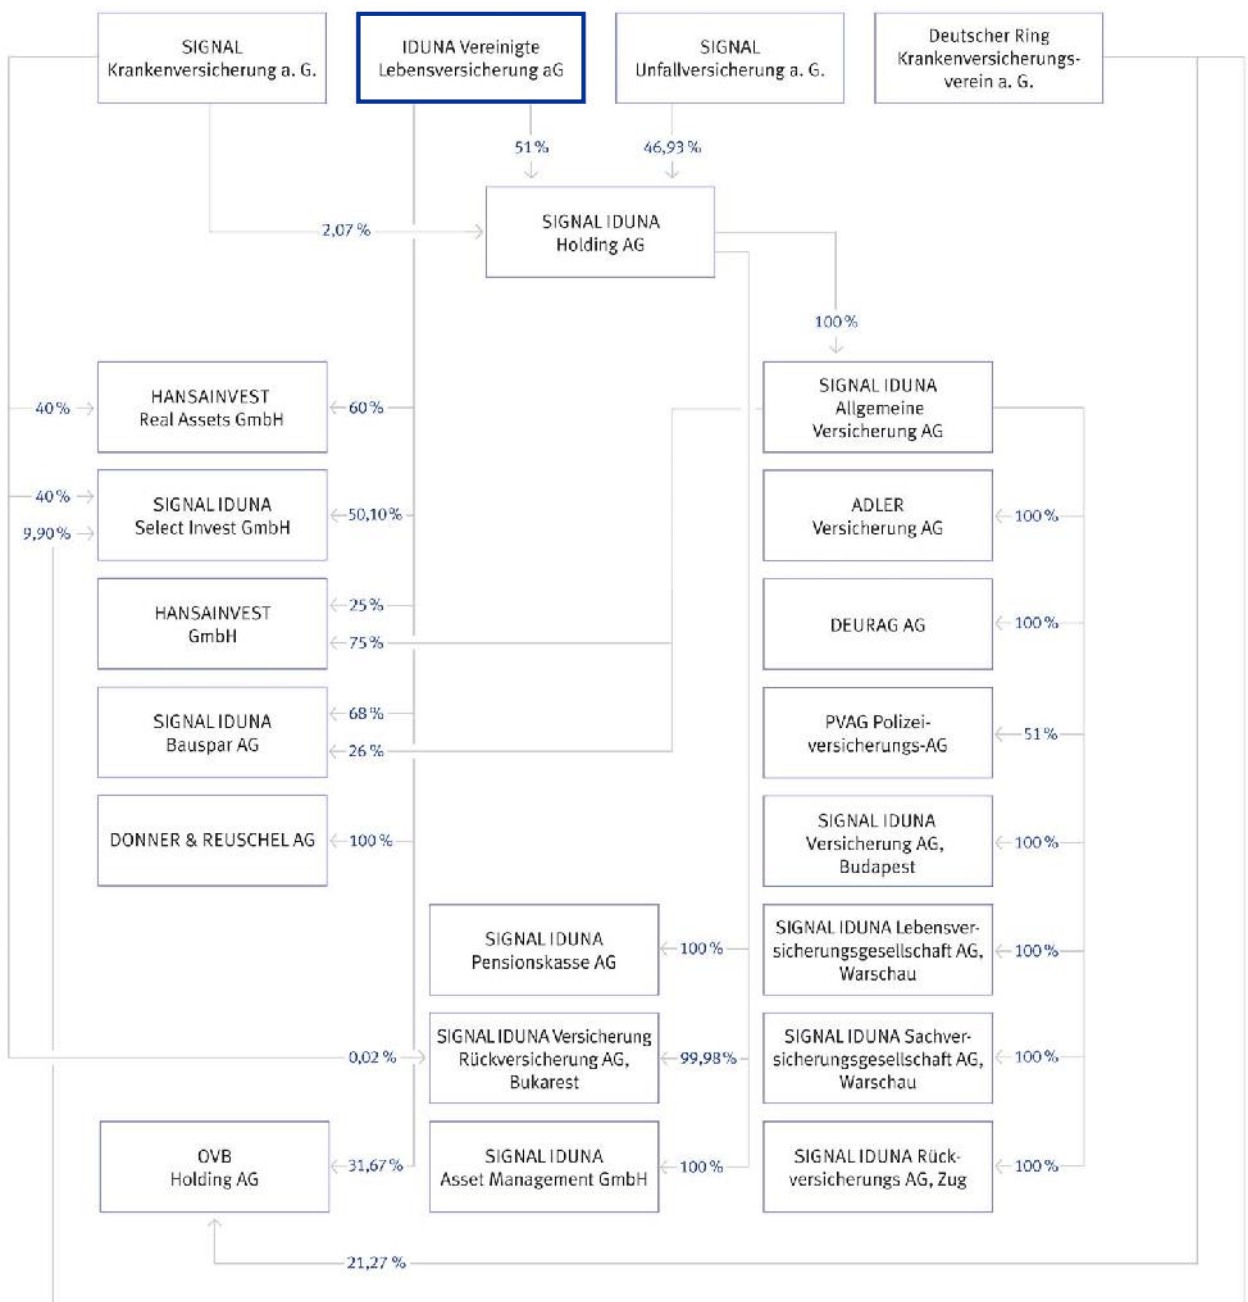 SIGNAL
Krankenversicherung a. G.
IDUNA Vereinigte
Lebensversicherung aG
SIGNAL
Unfallversicherung a. G.
Deutscher Ring
Krankenversicherungs-
verein a. G.
51%
46,93 %
2,07 %
SIGNAL IDUNA
Holding AG
100 %
40 %
HANSAINVEST
Real Assets GmbH
60 %
SIGNAL IDUNA
Allgemeine
Versicherung AG
40 %
9,90 %
SIGNAL IDUNA
Select Invest GmbH
50,10%
ADLER
Versicherung AG
100 %
HANSAINVEST
GmbH
25 %
75 %
DEURAG AG
100 %
SIGNAL IDUNA
Bauspar AG
68 %
26 %
PVAG Polizei-
versicherungs-AG
51 %
DONNER & REUSCHEL AG
100 %
SIGNAL IDUNA
Versicherung AG,
Budapest
100 %
SIGNAL IDUNA
Pensionskasse AG
100 %
SIGNAL IDUNA Lebensver-
sicherungsgesellschaft AG,
Warschau
100 %
0,02 %
SIGNAL IDUNA Versicherung
Rückversicherung AG,
Bukarest
99,98%
SIGNAL IDUNA Sachver-
sicherungsgesellschaft AG,
Warschau
100 %
OVB
Holding AG
31,67%
SIGNAL IDUNA
Asset Management GmbH
100 %
SIGNAL IDUNA Rück-
versicherungs AG, Zug
100 %
21,27 %